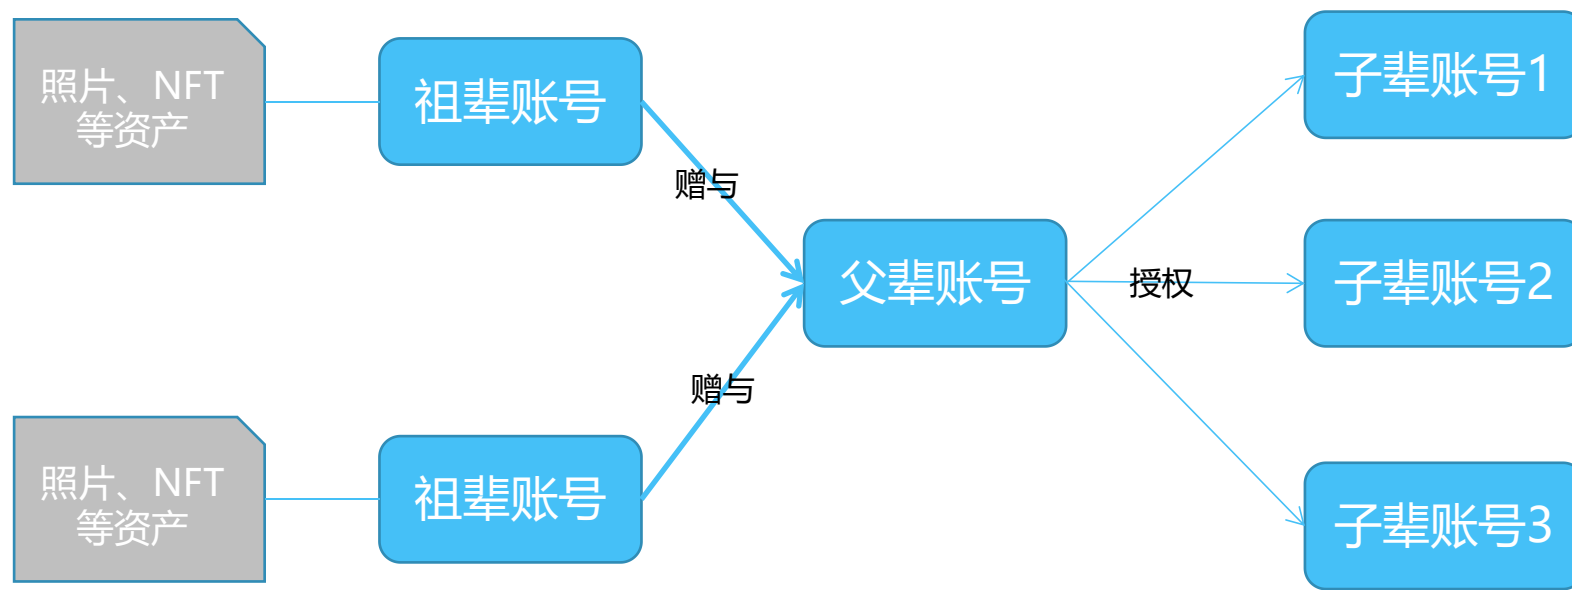 照片、NFT
等资产
祖辈账号
赠与
照片、NFT
等资产
祖辈账号
赠与
父辈账号
授权
子辈账号1
子辈账号2
子辈账号3